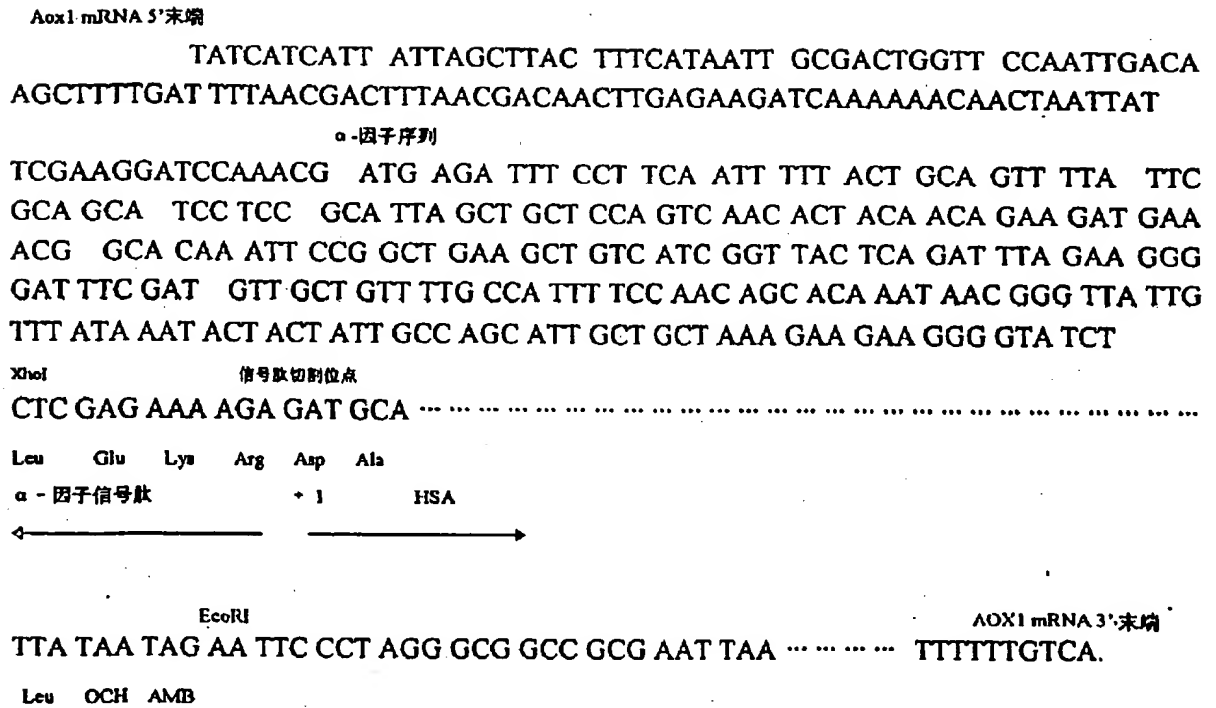 Aox1 mRNA 5'末端
TATCATCATT ATTAGCTTAC TTTCATAATT GCGACTGGTT CCAATTGACA
AGCTTTTGAT TTTAACGACTTTAACGACAACTTGAGAAGATCAAAAAACAACTAATTAT
α-因子序列
TCGAAGGATCCAAACG ATG AGA TTT CCT TCA ATT TTT ACT GCA GTT TTA TTC
GCA GCA TCC TCC GCA TTA GCT GCT CCA GTC AAC ACT ACA ACA GAA GAT GAA
ACG GCA CAA ATT CCG GCT GAA GCT GTC ATC GGT TAC TCA GAT TTA GAA GGG
GAT TTC GAT GTT GCT GTT TTG CCA TTT TCC AAC AGC ACA AAT AAC GGG TTA TTG
TTT ATA AAT ACT ACT ATT GCC AGC ATT GCT GCT AAA GAA GAA GGG GTA TCT
XhoI 信号肽切割位点
CTC GAG AAA AGA GAT GCA ··· ··· ··· ··· ··· ··· ··· ··· ··· ··· ··· ··· ··· ··· ··· ··· ··· ··· ··· ··· ··· ··· ··· ··· ··· ··· ···
Leu Glu Lys Arg Asp Ala
α - 因子信号肽 + 1 HSA
EcoRI AOX1 mRNA 3'末端
TTA TAA TAG AA TTC CCT AGG GCG GCC GCG AAT TAA ··· ··· ··· ··· TTTTTTGTCA.
Leu OCH AMB